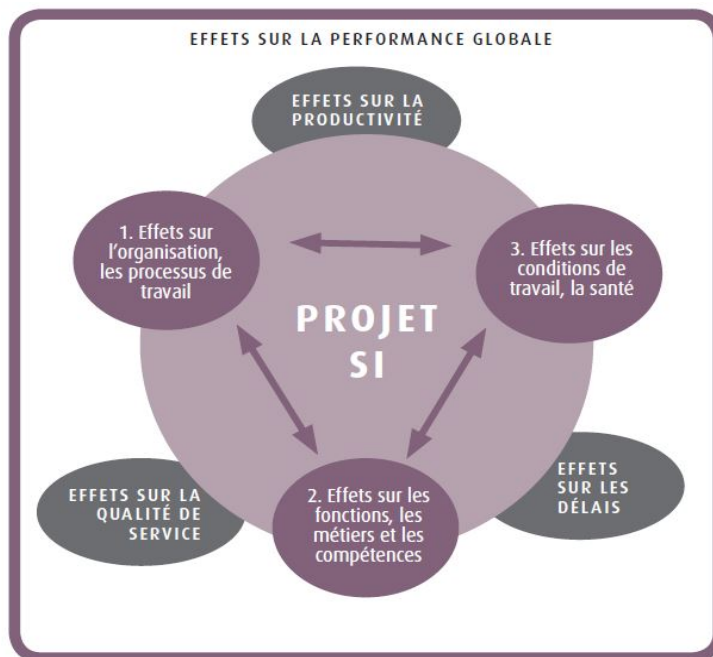 EFFETS SUR LA PERFORMANCE GLOBALE
EFFETS SUR LA
PRODUCTIVITÉ
1. Effets sur
l’organisation,
les processus de
travail
3. Effets sur les
conditions de
travail, la santé
PROJET
SI
EFFETS SUR LA
QUALITÉ DE
SERVICE
2. Effets sur les
fonctions, les
métiers et les
compétences
EFFETS
SUR LES
DÉLAIS